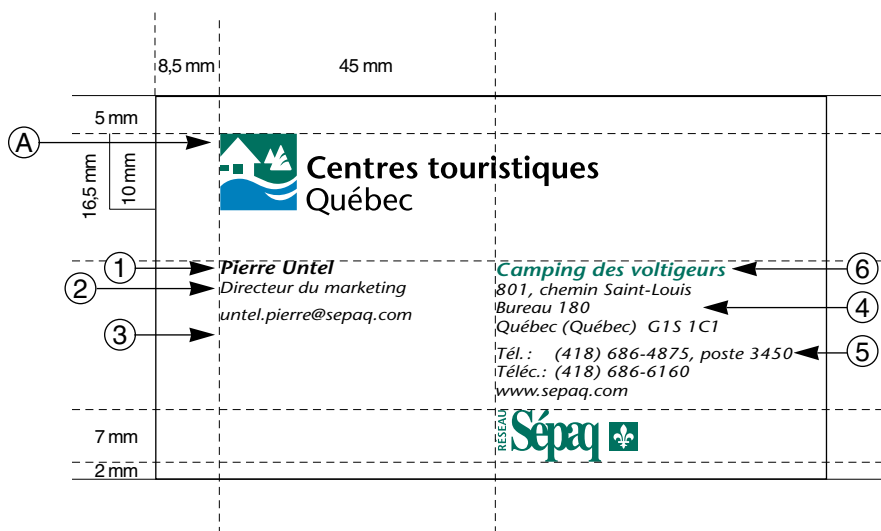 8,5 mm 45 mm
5 mm
A
16,5 mm
10 mm
Centres touristiques
Québec
1
Pierre Untel
2
Directeur du marketing
untel.pierre@sepaq.com
3
Camping des voltigeurs
6
801, chemin Saint-Louis
Bureau 180
4
Québec (Québec) G1S 1C1
Tél. : (418) 686-4875, poste 3450
5
Téléc.: (418) 686-6160
www.sepaq.com
7 mm
RÉSEAU
Sépaq
2 mm